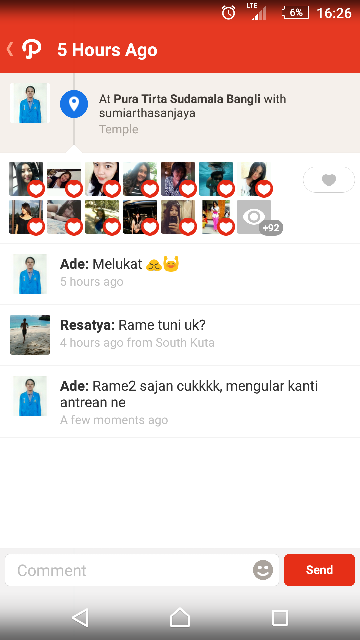 LTE 6% 16:26
5 Hours Ago
At Pura Tirta Sudamala Bangli with
sumiarthasanjaya
Temple
+92
Ade: Melukat 🙏🤘
5 hours ago
Resatya: Rame tuni uk?
4 hours ago from South Kuta
Ade: Rame2 sajan cukkkk, mengular kanti
antrean ne
A few moments ago
Comment
Send